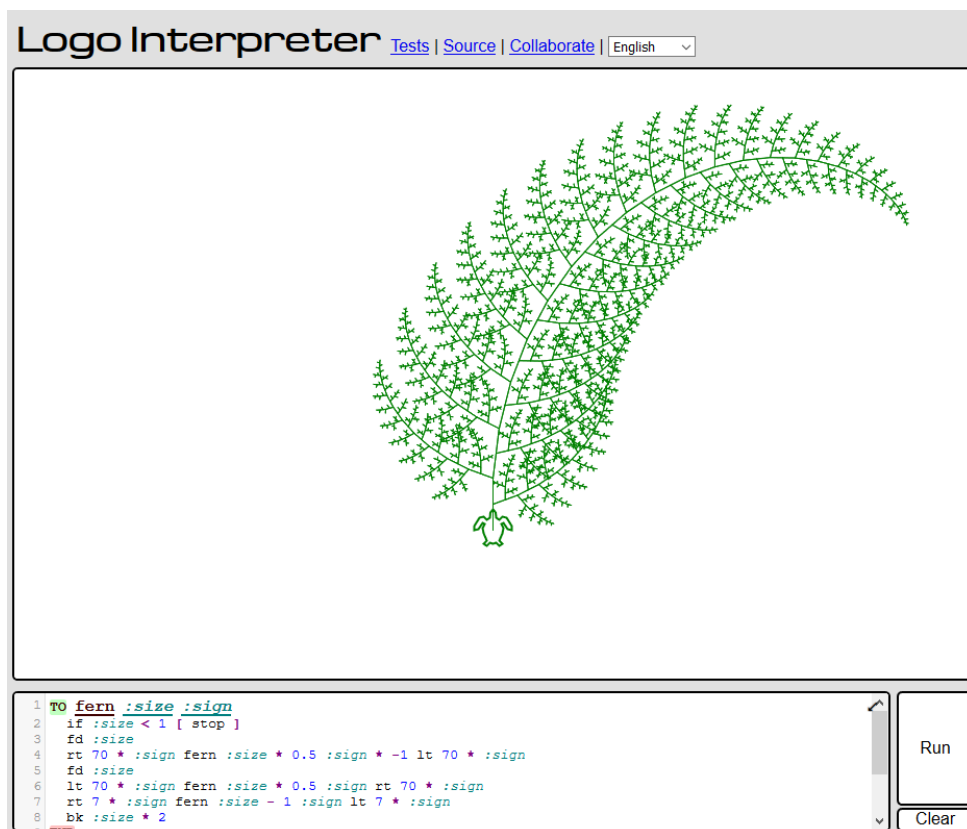 Logo Interpreter Tests | Source | Collaborate | English
1 TO fern :size :sign
2 if :size < 1 [ stop ]
3 fd :size
4 rt 70 * :sign fern :size * 0.5 :sign * -1 lt 70 * :sign
5 fd :size
6 lt 70 * :sign fern :size * 0.5 :sign rt 70 * :sign
7 rt 7 * :sign fern :size - 1 :sign lt 7 * :sign
8 bk :size * 2
Run
Clear